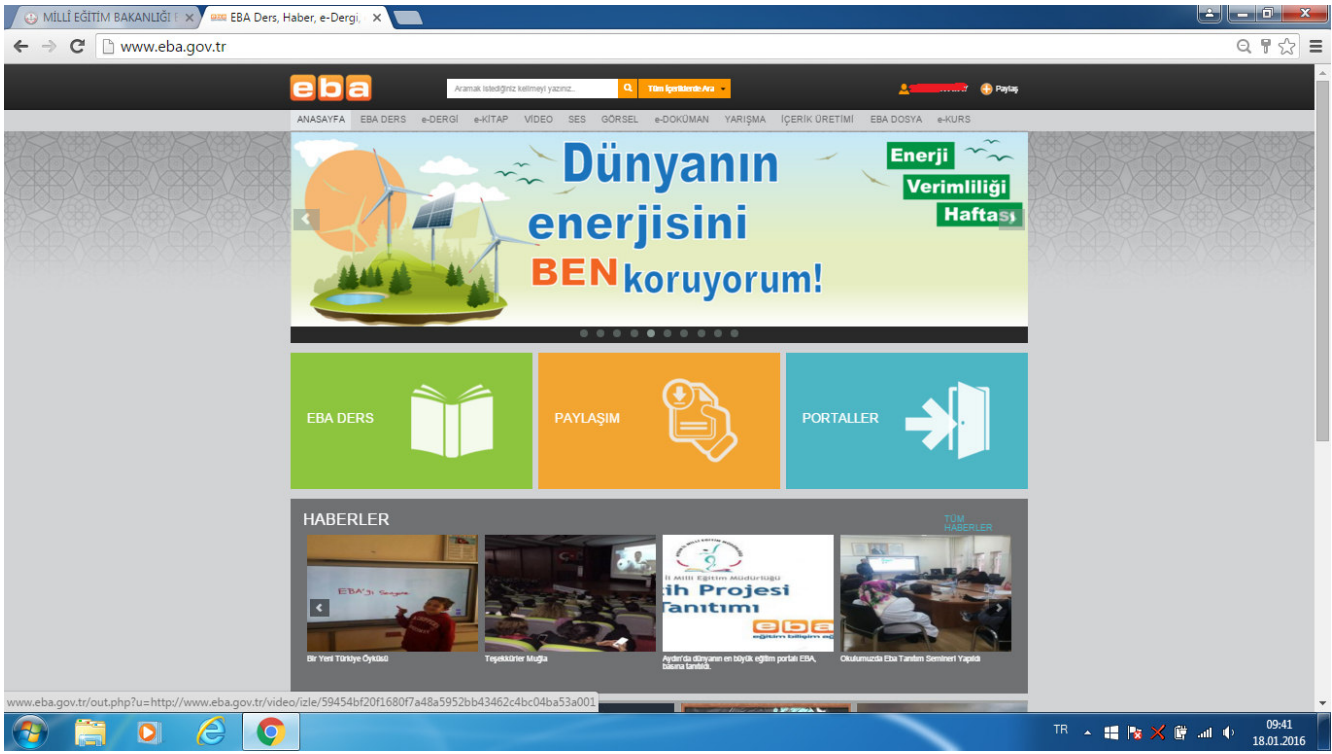 MİLLİ EĞİTİM BAKANLIĞI
EBA Ders, Haber, e-Dergi,
www.eba.gov.tr
eba
Aramak istediğiniz kelimeyi yazınız..
Tüm İçeriklerde Ara
Paylaş
ANASAYFA EBA DERS e-DERGİ e-KİTAP VİDEO SES GÖRSEL e-DOKÜMAN YARIŞMA İÇERİK ÜRETİMİ EBA DOSYA e-KURS
Dünyanın
enerjisini
BEN koruyorum!
Enerji
Verimliliği
Haftası
EBA DERS
PAYLAŞIM
PORTALLER
HABERLER
TÜM
HABERLER
EBA'yı
Milli Eğitim Müdürlüğü
ih Projesi
Tanıtımı
eba
Bir Yeni Türkiye Öyküsü
Teşekkürler Muğla
Aydın'da dünyanın en büyük eğitim portalı EBA,
basına tanıtıldı.
Okulumuzda Eba Tanıtım Semineri Yapıldı
www.eba.gov.tr/out.php?u=http://www.eba.gov.tr/video/izle/59454bf20f1680f7a48a5952bb43462c4bc04ba53a001
TR
09:41
18.01.2016